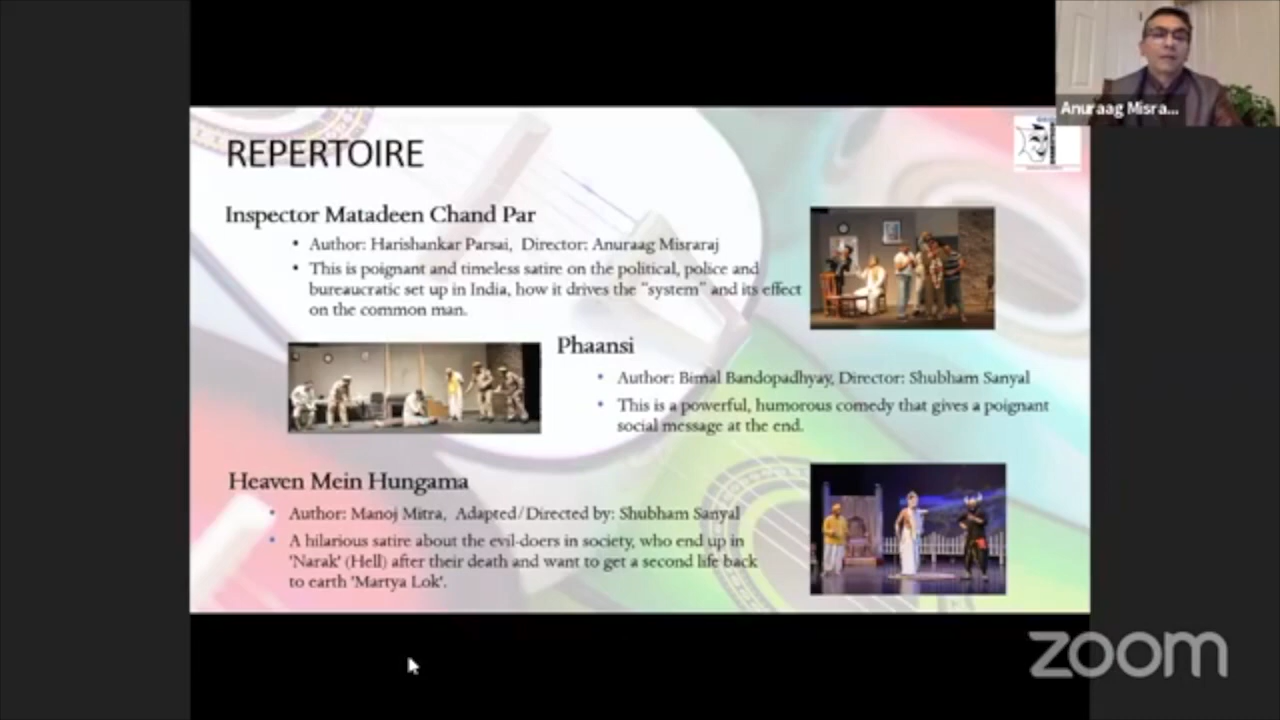 Anuraag Misra...
REPERTOIRE
Inspector Matadeen Chand Par
• Author: Harishankar Parsai, Director: Anuraag Misraraj
• This is poignant and timeless satire on the political, police and
bureaucratic set up in India, how it drives the "system" and its effect
on the common man.
Phaansi
• Author: Bimal Bandopadhyay, Director: Shubham Sanyal
• This is a powerful, humorous comedy that gives a poignant
social message at the end.
Heaven Mein Hungama
• Author: Manoj Mitra, Adapted/Directed by: Shubham Sanyal
• A hilarious satire about the evil-doers in society, who end up in
'Narak' (Hell) after their death and want to get a second life back
to earth 'Martya Lok'.
zoom